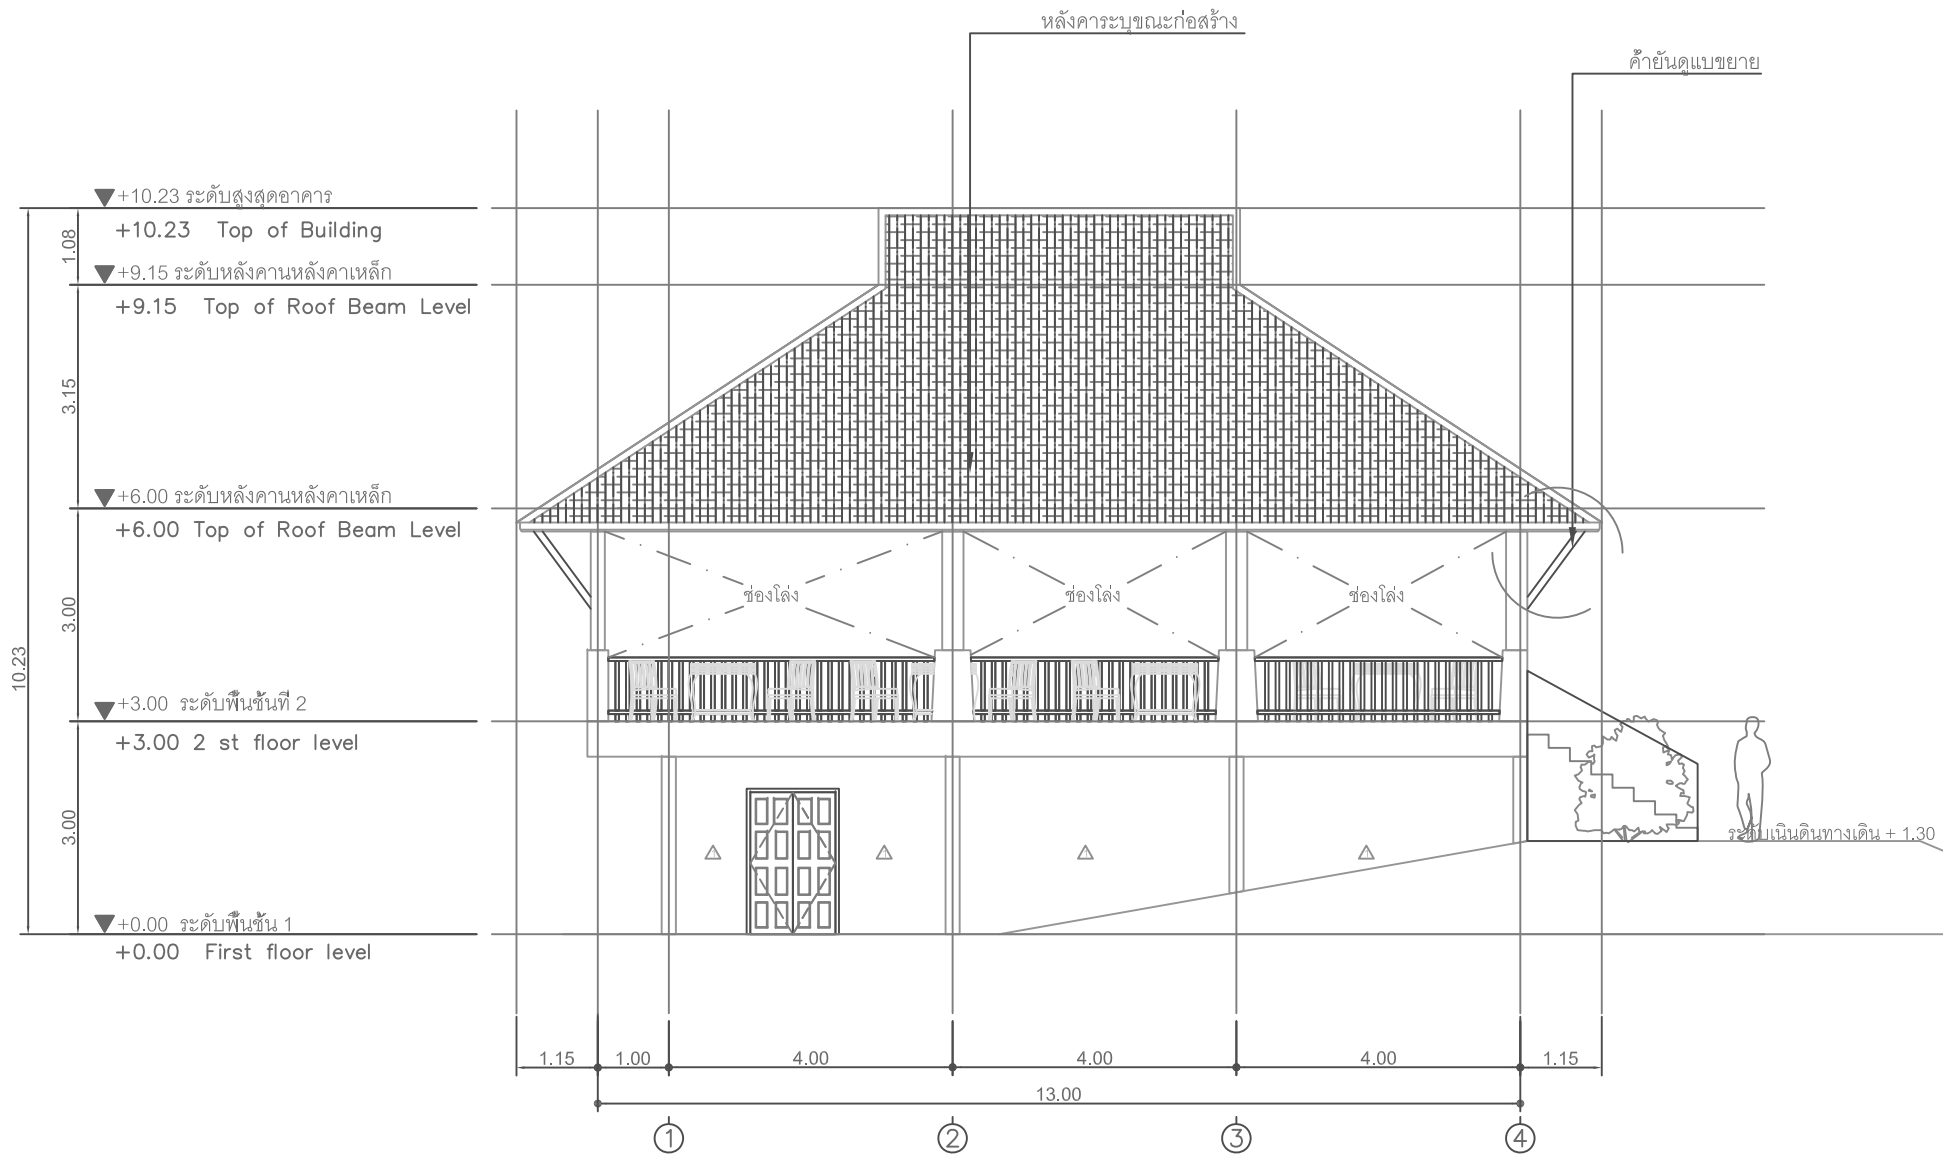 หลังคาระบุขณะก่อสร้าง
ค้ำยันดูแบขยาย
+10.23 ระดับสูงสุดอาคาร
+10.23 Top of Building
1.08
+9.15 ระดับหลังคานหลังคาเหล็ก
+9.15 Top of Roof Beam Level
3.15
+6.00 ระดับหลังคานหลังคาเหล็ก
+6.00 Top of Roof Beam Level
ช่องโล่ง ช่องโล่ง ช่องโล่ง
3.00
10.23
+3.00 ระดับพื้นชั้นที่ 2
+3.00 2 st floor level
3.00
ระดับเนินดินทางเดิน + 1.30
+0.00 ระดับพื้นชั้น 1
+0.00 First floor level
1.15 1.00 4.00 4.00 4.00 1.15
13.00
1 2 3 4